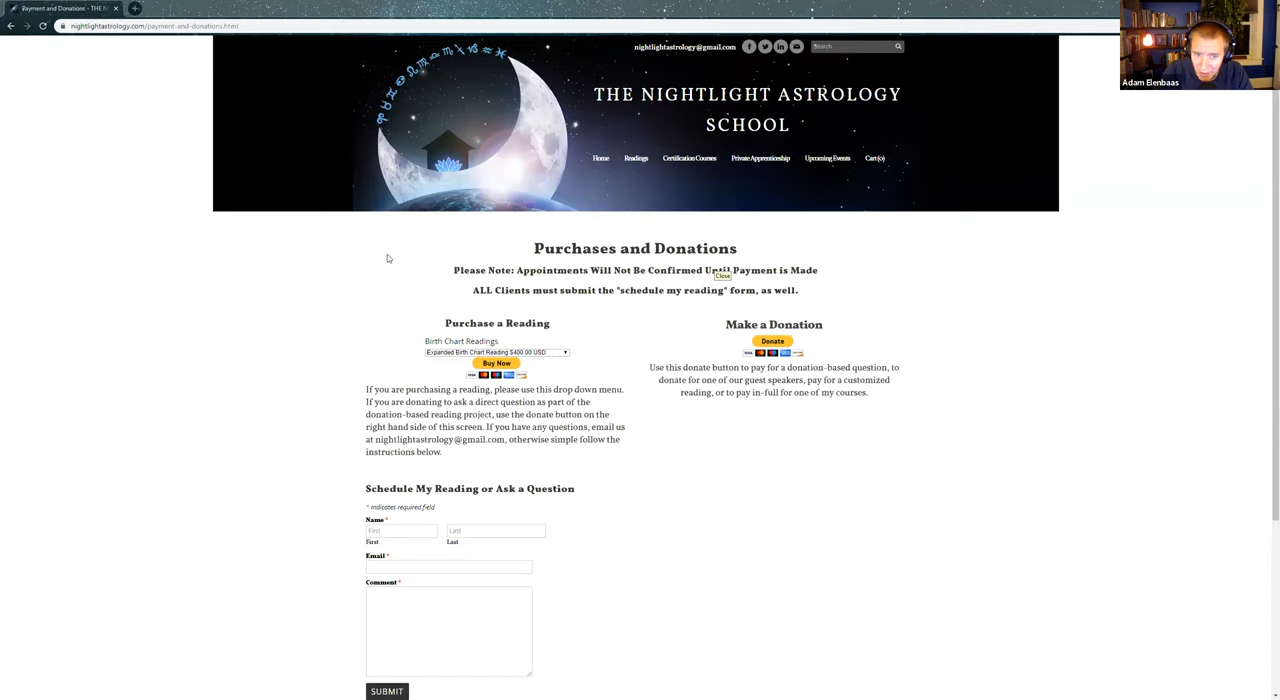 Payment and Donations - THE N
nightlightastrology.com/payment-and-donations.html
Adam Elenbaas
nightlightastrology@gmail.com
Search
THE NIGHTLIGHT ASTROLOGY
SCHOOL
Home Readings Certification Courses Private Apprenticeship Upcoming Events Cart (0)
Purchases and Donations
Please Note: Appointments Will Not Be Confirmed Until Payment is Made
Close
ALL Clients must submit the "schedule my reading" form, as well.
Purchase a Reading
Birth Chart Readings
Expanded Birth Chart Reading $400.00 USD
Buy Now
If you are purchasing a reading, please use this drop down menu.
If you are donating to ask a direct question as part of the
donation-based reading project, use the donate button on the
right hand side of this screen. If you have any questions, email us
at nightlightastrology@gmail.com, otherwise simple follow the
instructions below.
Make a Donation
Donate
Use this donate button to pay for a donation-based question, to
donate for one of our guest speakers, pay for a customized
reading, or to pay in-full for one of my courses.
Schedule My Reading or Ask a Question
* Indicates required field
Name *
First Last
First Last
Email *
Comment *
SUBMIT